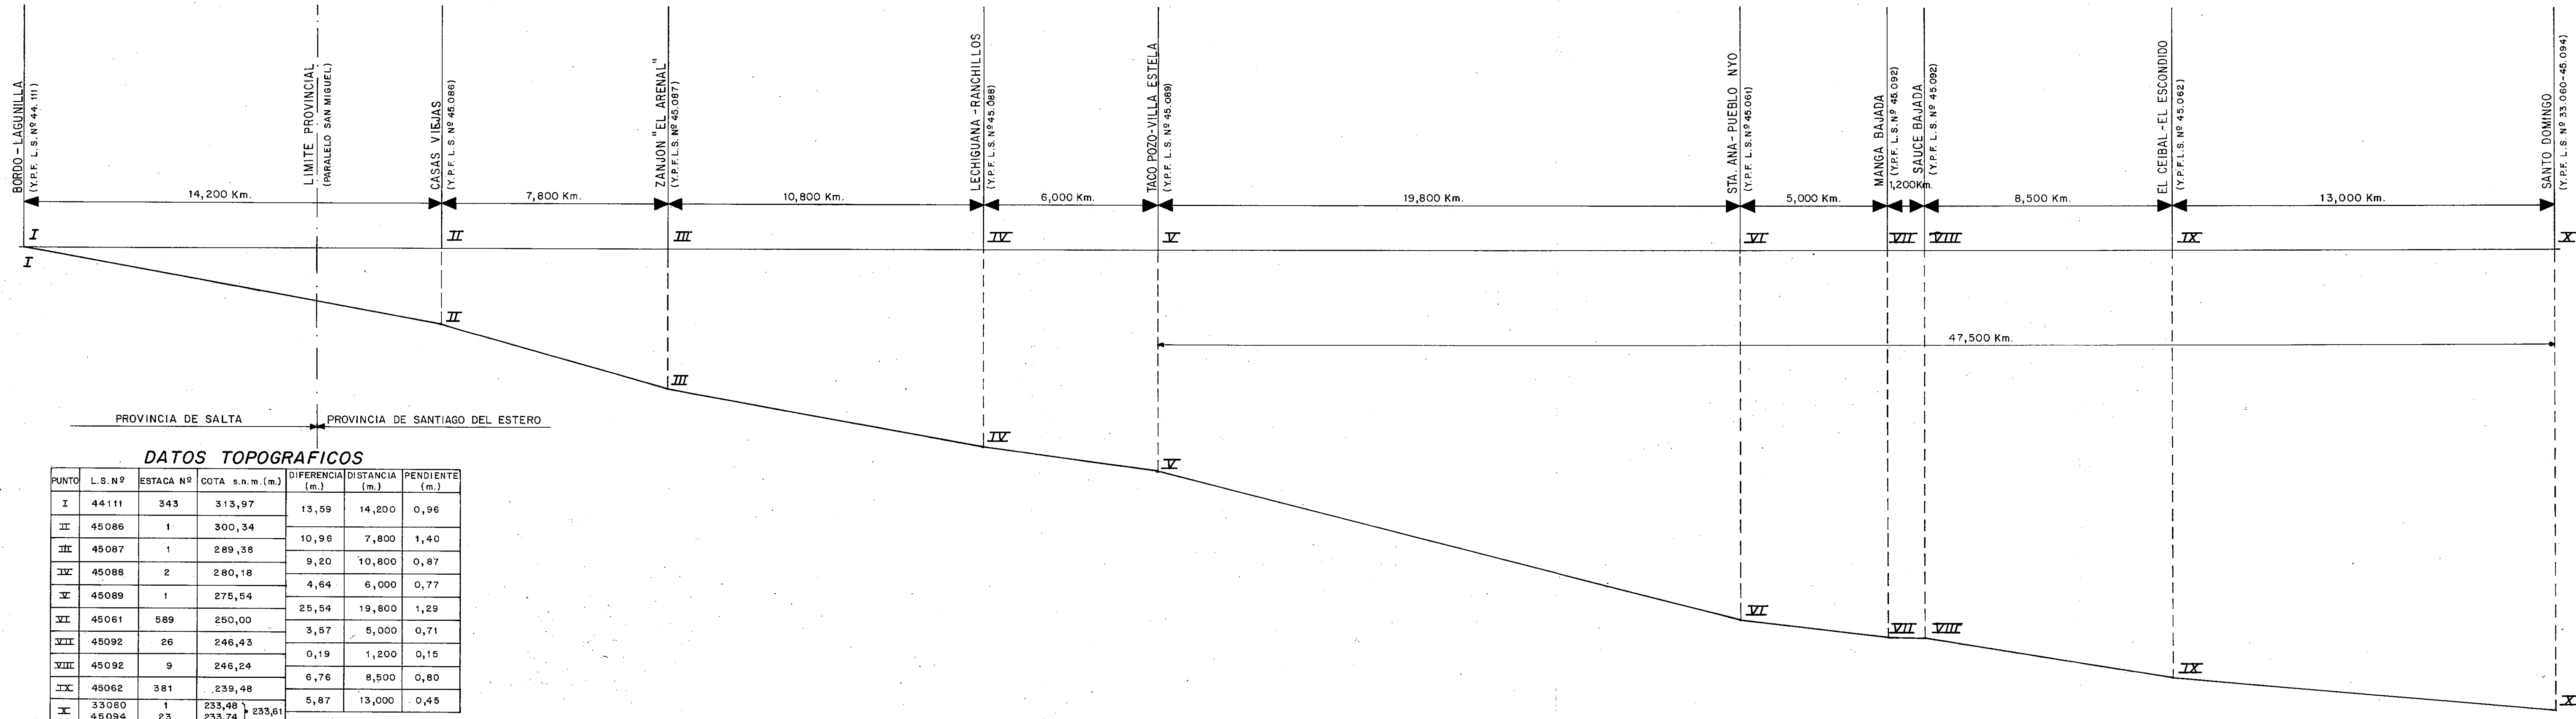 BORDO-LAGUNILLA
(Y.P.F. L.S. Nº 44.111)
LIMITE PROVINCIAL
(PARALELO SAN MIGUEL)
CASAS VIEJAS
(Y.P.F. L.S. Nº 45.086)
ZANJON "EL ARENAL"
(Y.P.F. L.S. Nº 45.087)
LECHIGUANA-RANCHILLOS
(Y.P.F. L.S. Nº 45.088)
TACO POZO-VILLA ESTELA
(Y.P.F. L.S. Nº 45.089)
STA. ANA-PUEBLO NYO
(Y.P.F. L.S. Nº 45.061)
MANGA BAJADA
(Y.P.F. L.S. Nº 45.092)
SAUCE BAJADA
(Y.P.F. L.S. Nº 45.092)
EL CEIBAL-EL ESCONDIDO
(Y.P.F. L.S. Nº 45.062)
SANTO DOMINGO
(Y.P.F. L.S. Nº 33.060-45.094)
14,200 Km. 7,800 Km. 10,800 Km. 6,000 Km. 19,800 Km. 5,000 Km. 1,200Km. 8,500 Km. 13,000 Km.
I II III IV V VI VII VIII IX X
I
II
47,500 Km.
III
PROVINCIA DE SALTA PROVINCIA DE SANTIAGO DEL ESTERO
IV
V
VI
VII VIII
IX
X
DATOS TOPOGRAFICOS
PUNTO L.S.Nº ESTACA Nº COTA s.n.m.(m.) DIFERENCIA (m.) DISTANCIA (m.) PENDIENTE (m.)
I 44111 343 313,97
13,59 14,200 0,96
II 45086 1 300,34
10,96 7,800 1,40
III 45087 1 289,38
9,20 10,800 0,87
IV 45088 2 280,18
4,64 6,000 0,77
V 45089 1 275,54
25,54 19,800 1,29
VI 45061 589 250,00
3,57 5,000 0,71
VII 45092 26 246,43
0,19 1,200 0,15
VIII 45092 9 246,24
6,76 8,500 0,80
IX 45062 381 239,48
5,87 13,000 0,45
X 33060 1 233,48 } 233,61
45094 23 233,74